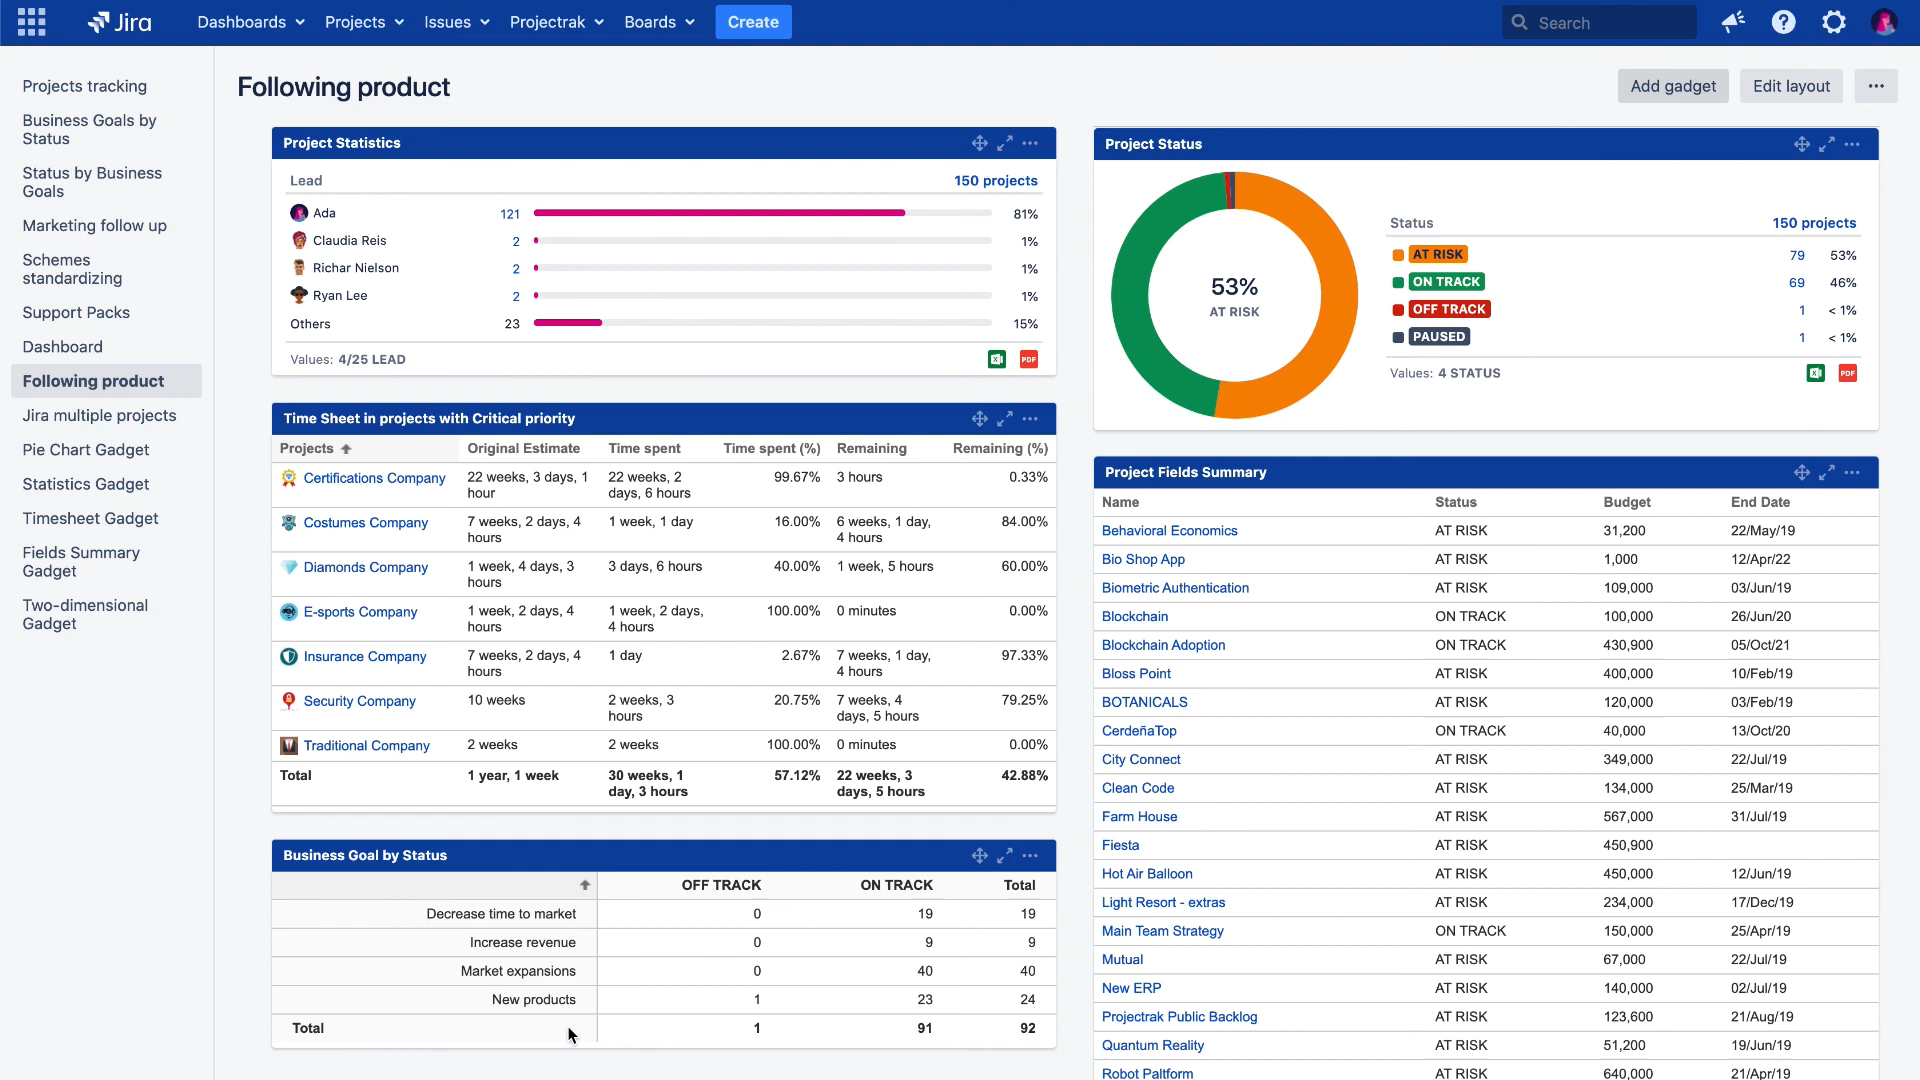 Jira Dashboards Projects Issues Projectrak Boards Create Search
Projects tracking
Business Goals by
Status
Status by Business
Goals
Marketing follow up
Schemes
standardizing
Support Packs
Dashboard
Following product
Jira multiple projects
Pie Chart Gadget
Statistics Gadget
Timesheet Gadget
Fields Summary
Gadget
Two-dimensional
Gadget
Following product
Add gadget Edit layout
Project Statistics
Lead 150 projects
Ada 121 81%
Claudia Reis 2 1%
Richar Nielson 2 1%
Ryan Lee 2 1%
Others 23 15%
Values: 4/25 LEAD PDF
Time Sheet in projects with Critical priority
Projects Original Estimate Time spent Time spent (%) Remaining Remaining (%)
Certifications Company 22 weeks, 3 days, 1 22 weeks, 2 99.67% 3 hours 0.33%
hour days, 6 hours
Costumes Company 7 weeks, 2 days, 4 1 week, 1 day 16.00% 6 weeks, 1 day, 84.00%
hours 4 hours
Diamonds Company 1 week, 4 days, 3 3 days, 6 hours 40.00% 1 week, 5 hours 60.00%
hours
E-sports Company 1 week, 2 days, 4 1 week, 2 days, 100.00% 0 minutes 0.00%
hours 4 hours
Insurance Company 7 weeks, 2 days, 4 1 day 2.67% 7 weeks, 1 day, 97.33%
hours 4 hours
Security Company 10 weeks 2 weeks, 3 20.75% 7 weeks, 4 79.25%
hours days, 5 hours
Traditional Company 2 weeks 2 weeks 100.00% 0 minutes 0.00%
Total 1 year, 1 week 30 weeks, 1 57.12% 22 weeks, 3 42.88%
day, 3 hours days, 5 hours
Business Goal by Status
OFF TRACK ON TRACK Total
Decrease time to market 0 19 19
Increase revenue 0 9 9
Market expansions 0 40 40
New products 1 23 24
Total 1 91 92
Project Status
53%
AT RISK
Status 150 projects
AT RISK 79 53%
ON TRACK 69 46%
OFF TRACK 1 < 1%
PAUSED 1 < 1%
Values: 4 STATUS PDF
Project Fields Summary
Name Status Budget End Date
Behavioral Economics AT RISK 31,200 22/May/19
Bio Shop App AT RISK 1,000 12/Apr/22
Biometric Authentication AT RISK 109,000 03/Jun/19
Blockchain ON TRACK 100,000 26/Jun/20
Blockchain Adoption ON TRACK 430,900 05/Oct/21
Bloss Point AT RISK 400,000 10/Feb/19
BOTANICALS AT RISK 120,000 03/Feb/19
CerdeñaTop ON TRACK 40,000 13/Oct/20
City Connect AT RISK 349,000 22/Jul/19
Clean Code AT RISK 134,000 25/Mar/19
Farm House AT RISK 567,000 31/Jul/19
Fiesta AT RISK 450,900
Hot Air Balloon AT RISK 450,000 12/Jun/19
Light Resort - extras AT RISK 234,000 17/Dec/19
Main Team Strategy ON TRACK 150,000 25/Apr/19
Mutual AT RISK 67,000 22/Jul/19
New ERP AT RISK 140,000 02/Jul/19
Projectrak Public Backlog AT RISK 123,600 21/Aug/19
Quantum Reality AT RISK 51,200 19/Jun/19
Robot Paltform AT RISK 640,000 21/Apr/19